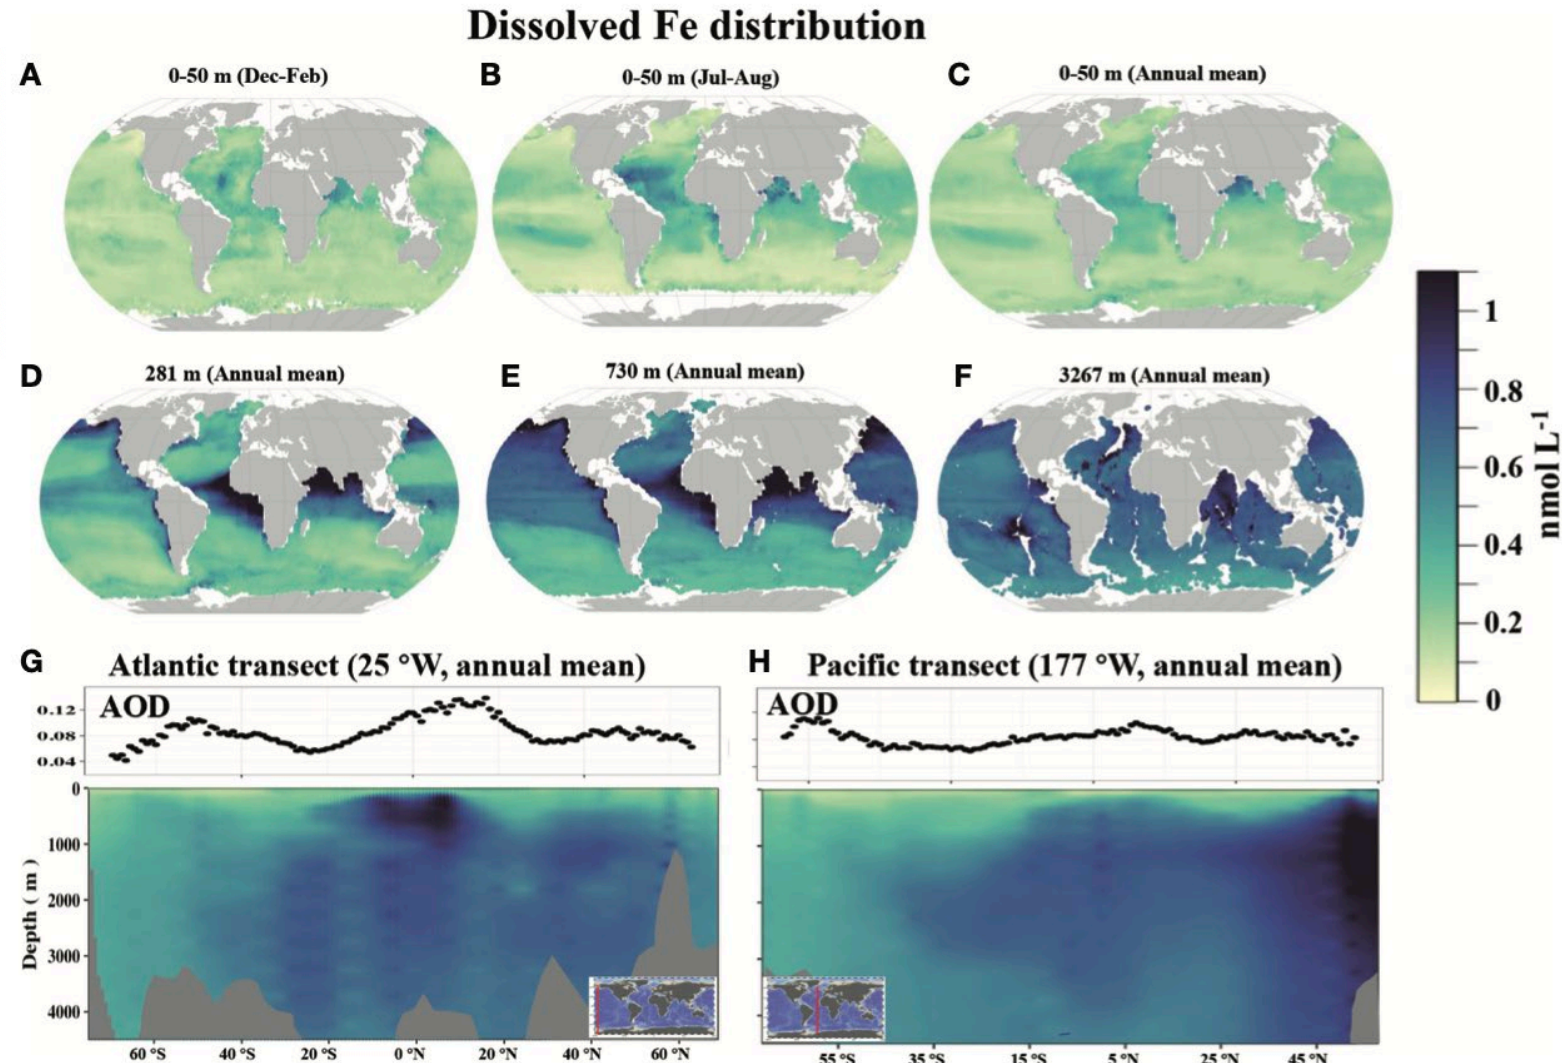 Dissolved Fe distribution
A
0-50 m (Dec-Feb)
B
0-50 m (Jul-Aug)
C
0-50 m (Annual mean)
D
281 m (Annual mean)
E
730 m (Annual mean)
F
3267 m (Annual mean)
1
0.8
0.6
0.4
0.2
0
nmol L-1
G
Atlantic transect (25 °W, annual mean)
AOD
0.12
0.08
0.04
0
1000
2000
3000
4000
Depth ( m )
60 °S
40 °S
20 °S
0 °N
20 °N
40 °N
60 °N
H
Pacific transect (177 °W, annual mean)
AOD
55 °S
35 °S
15 °S
5 °N
25 °N
45 °N